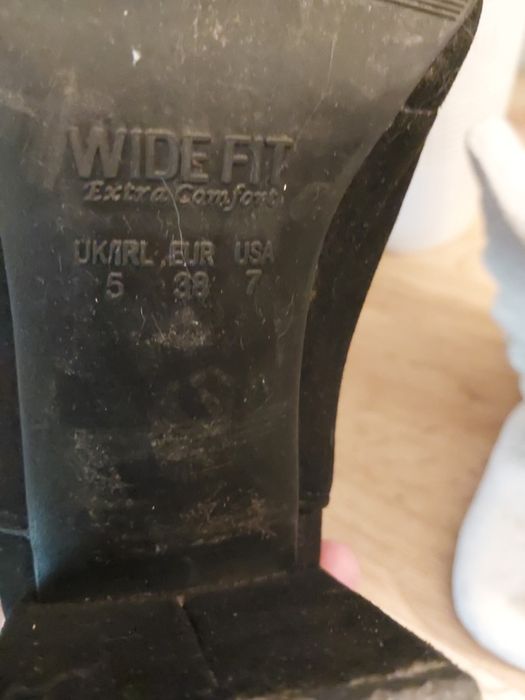 WIDE FIT
Extra Comfort
UK/IRL EUR USA
5 38 7